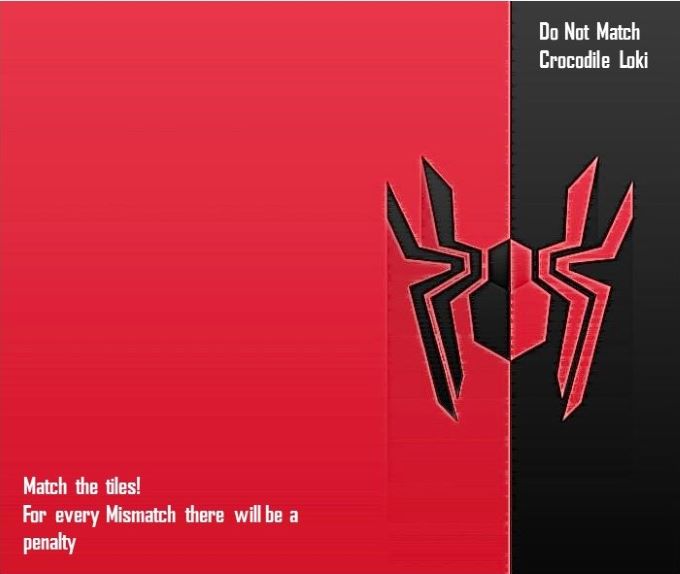 Do Not Match
Crocodile Loki
Match the tiles!
For every Mismatch there will be a
penalty